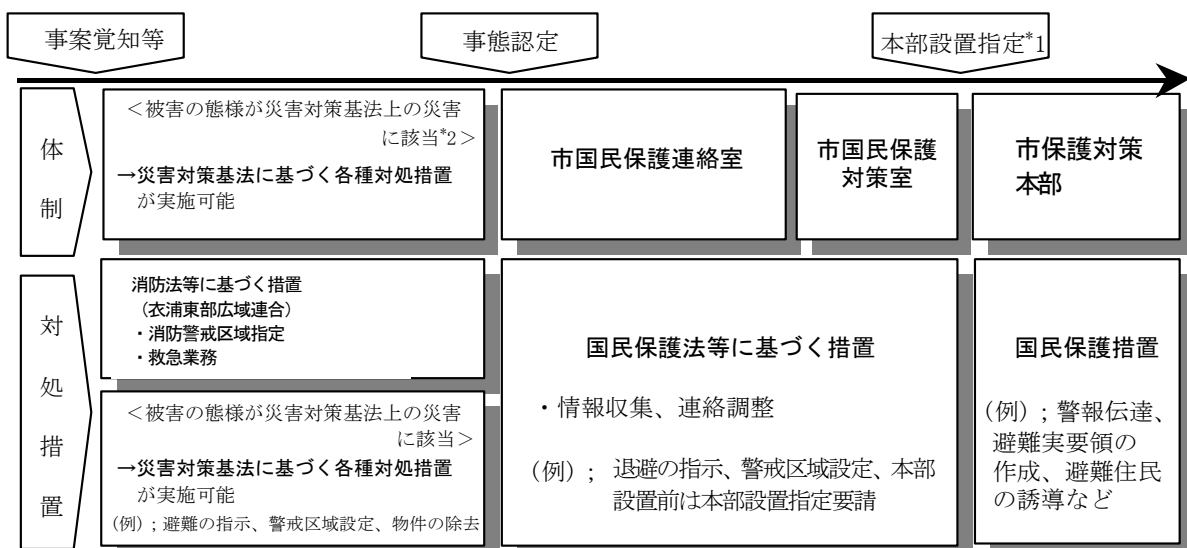 事案覚知等
事態認定
本部設置指定*1
体制
＜被害の態様が災害対策基法上の災害
に該当*2＞
→災害対策基法に基づく各種対処措置
が実施可能
市国民保護連絡室
市国民保護
対策室
市保護対策
本部
対処措置
消防法等に基づく措置
（衣浦東部広域連合）
・消防警戒区域指定
・救急業務
＜被害の態様が災害対策基法上の災害
に該当＞
→災害対策基法に基づく各種対処措置
が実施可能
（例）；避難の指示、警戒区域設定、物件の除去
国民保護法等に基づく措置
・情報収集、連絡調整
（例）； 退避の指示、警戒区域設定、本部
設置前は本部設置指定要請
国民保護措置
（例）；警報伝達、
避難実要領の
作成、避難住民
の誘導など